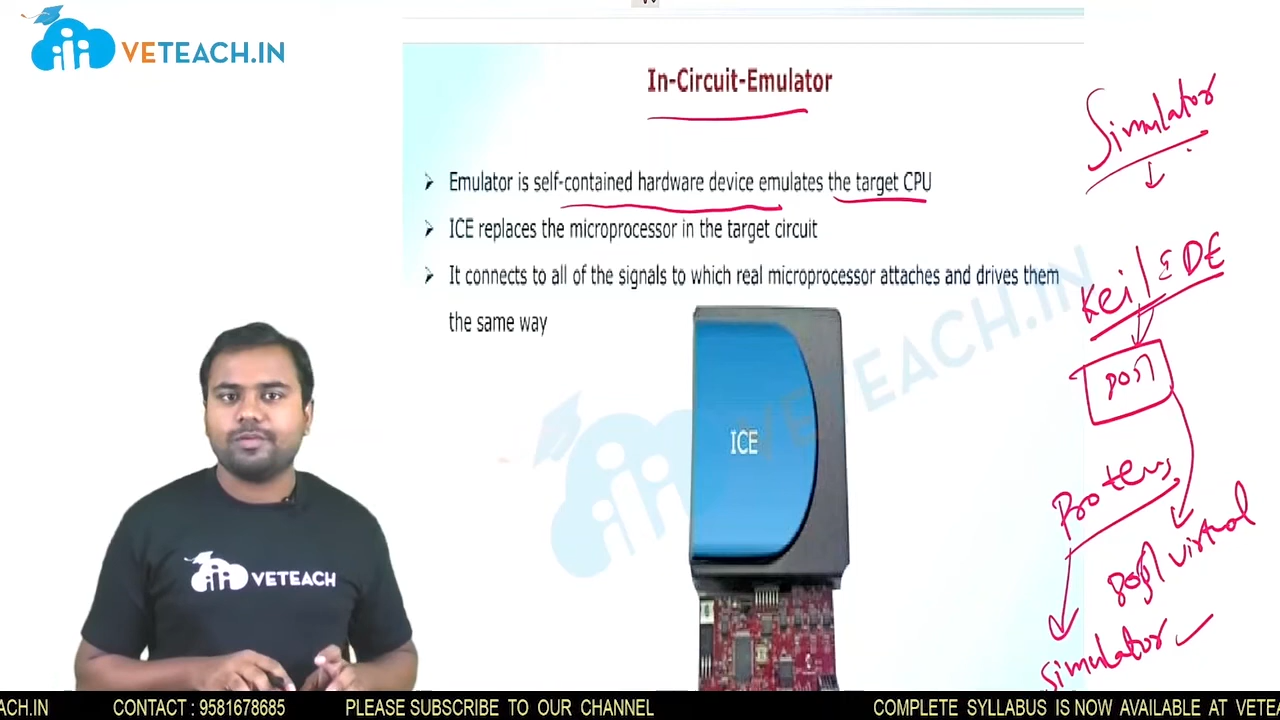 VETEACH.IN
In-Circuit-Emulator
Emulator is self-contained hardware device emulates the target CPU
ICE replaces the microprocessor in the target circuit
It connects to all of the signals to which real microprocessor attaches and drives them
the same way
ICE
VETEACH.IN
VETEACH
Simulator
Keil / IDE
8051
Proteus
8051 virtual
Simulator
EACH.IN CONTACT : 9581678685 PLEASE SUBSCRIBE TO OUR CHANNEL COMPLETE SYLLABUS IS NOW AVAILABLE AT VETEA